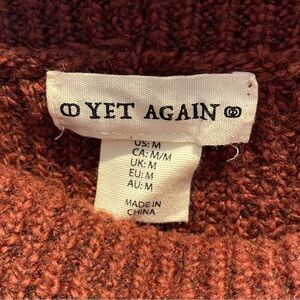 YET AGAIN
US: M
CA: M/M
UK: M
EU: M
AU: M
MADE IN
CHINA